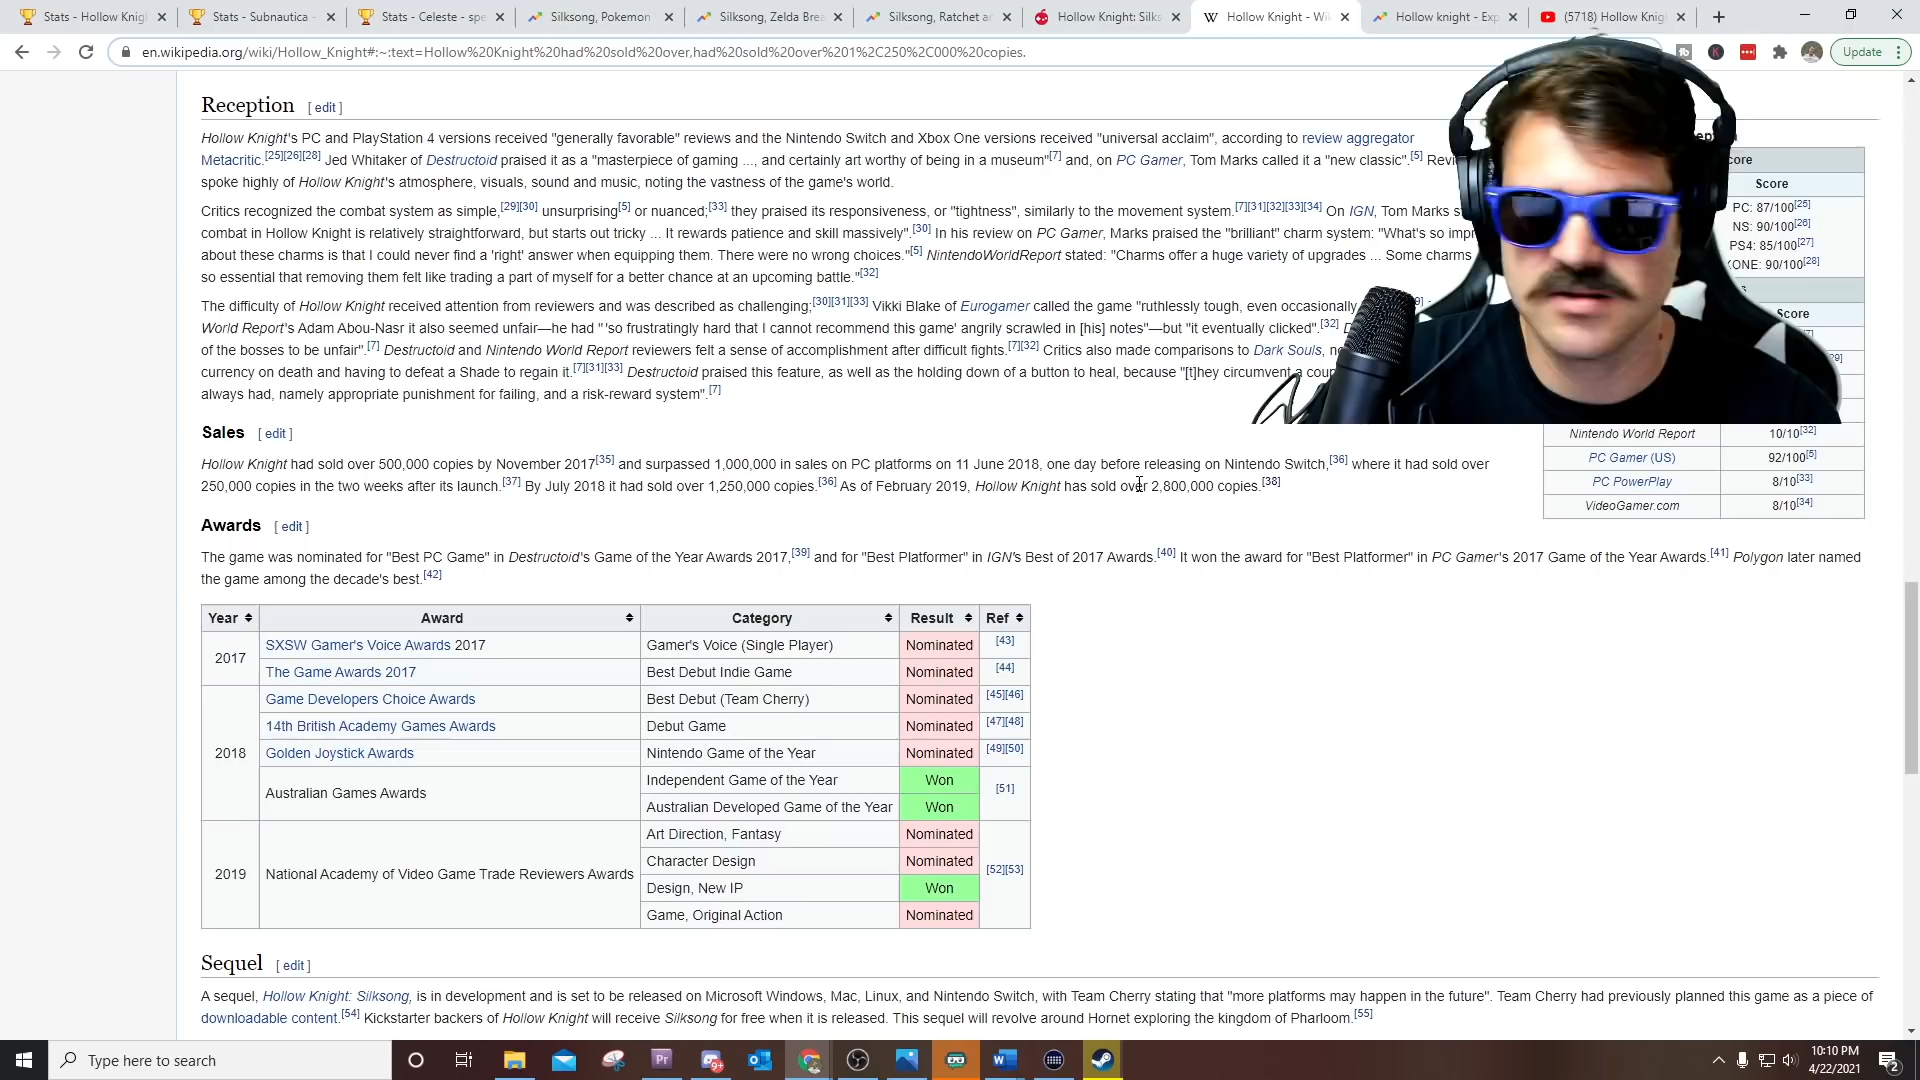 Stats - Hollow Knigh
Stats - Subnautica -
Stats - Celeste - spe
Silksong, Pokemon
Silksong, Zelda Brea
Silksong, Ratchet an
Hollow Knight: Silks
Hollow Knight - Wik
Hollow knight - Exp
(5718) Hollow Knig
en.wikipedia.org/wiki/Hollow_Knight#:~:text=Hollow%20Knight%20had%20sold%20over,had%20sold%20over%201%2C250%2C000%20copies.
Update
Reception [ edit ]
Hollow Knight's PC and PlayStation 4 versions received "generally favorable" reviews and the Nintendo Switch and Xbox One versions received "universal acclaim", according to review aggregator
Metacritic.[25][26][28] Jed Whitaker of Destructoid praised it as a "masterpiece of gaming ..., and certainly art worthy of being in a museum"[7] and, on PC Gamer, Tom Marks called it a "new classic".[5] Revi
spoke highly of Hollow Knight's atmosphere, visuals, sound and music, noting the vastness of the game's world.
Critics recognized the combat system as simple,[29][30] unsurprising[5] or nuanced;[33] they praised its responsiveness, or "tightness", similarly to the movement system.[7][31][32][33][34] On IGN, Tom Marks s
combat in Hollow Knight is relatively straightforward, but starts out tricky ... It rewards patience and skill massively".[30] In his review on PC Gamer, Marks praised the "brilliant" charm system: "What's so impr
about these charms is that I could never find a 'right' answer when equipping them. There were no wrong choices."[5] NintendoWorldReport stated: "Charms offer a huge variety of upgrades ... Some charms
so essential that removing them felt like trading a part of myself for a better chance at an upcoming battle."[32]
The difficulty of Hollow Knight received attention from reviewers and was described as challenging;[30][31][33] Vikki Blake of Eurogamer called the game "ruthlessly tough, even occasionally
World Report's Adam Abou-Nasr it also seemed unfair—he had "'so frustratingly hard that I cannot recommend this game' angrily scrawled in [his] notes"—but "it eventually clicked".[32]
of the bosses to be unfair".[7] Destructoid and Nintendo World Report reviewers felt a sense of accomplishment after difficult fights.[7][32] Critics also made comparisons to Dark Souls,
currency on death and having to defeat a Shade to regain it.[7][31][33] Destructoid praised this feature, as well as the holding down of a button to heal, because "[t]hey circumvent a coup
always had, namely appropriate punishment for failing, and a risk-reward system".[7]
core
Score
PC: 87/100[25]
NS: 90/100[26]
PS4: 85/100[27]
XONE: 90/100[28]
Score
Nintendo World Report 10/10[32]
PC Gamer (US) 92/100[5]
PC PowerPlay 8/10[33]
VideoGamer.com 8/10[34]
Sales [ edit ]
Hollow Knight had sold over 500,000 copies by November 2017[35] and surpassed 1,000,000 in sales on PC platforms on 11 June 2018, one day before releasing on Nintendo Switch,[36] where it had sold over
250,000 copies in the two weeks after its launch.[37] By July 2018 it had sold over 1,250,000 copies.[36] As of February 2019, Hollow Knight has sold over 2,800,000 copies.[38]
Awards [ edit ]
The game was nominated for "Best PC Game" in Destructoid's Game of the Year Awards 2017,[39] and for "Best Platformer" in IGN's Best of 2017 Awards.[40] It won the award for "Best Platformer" in PC Gamer's 2017 Game of the Year Awards.[41] Polygon later named
the game among the decade's best.[42]
Year Award Category Result Ref
2017 SXSW Gamer's Voice Awards 2017 Gamer's Voice (Single Player) Nominated [43]
The Game Awards 2017 Best Debut Indie Game Nominated [44]
2018 Game Developers Choice Awards Best Debut (Team Cherry) Nominated [45][46]
14th British Academy Games Awards Debut Game Nominated [47][48]
Golden Joystick Awards Nintendo Game of the Year Nominated [49][50]
Australian Games Awards Independent Game of the Year Won [51]
Australian Developed Game of the Year Won
2019 National Academy of Video Game Trade Reviewers Awards Art Direction, Fantasy Nominated [52][53]
Character Design Nominated
Design, New IP Won
Game, Original Action Nominated
Sequel [ edit ]
A sequel, Hollow Knight: Silksong, is in development and is set to be released on Microsoft Windows, Mac, Linux, and Nintendo Switch, with Team Cherry stating that "more platforms may happen in the future". Team Cherry had previously planned this game as a piece of
downloadable content.[54] Kickstarter backers of Hollow Knight will receive Silksong for free when it is released. This sequel will revolve around Hornet exploring the kingdom of Pharloom.[55]
Type here to search
Pr
9+
10:10 PM
4/22/2021
2